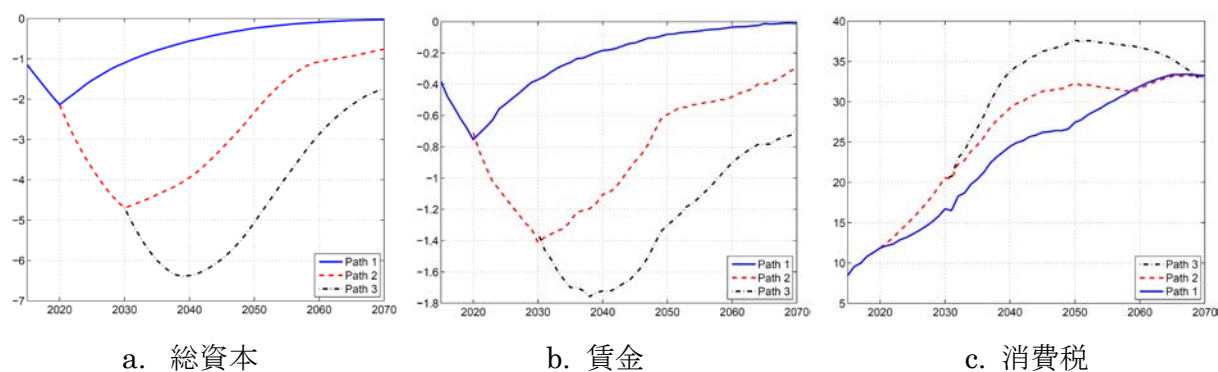 0
−1
−2
−3
−4
−5
−6
−7
2020 2030 2040 2050 2060 2070
Path 1
Path 2
Path 3
a. 総資本
0
−0.2
−0.4
−0.6
−0.8
−1
−1.2
−1.4
−1.6
−1.8
2020 2030 2040 2050 2060 2070
Path 1
Path 2
Path 3
b. 賃金
40
35
30
25
20
15
10
5
2020 2030 2040 2050 2060 2070
Path 3
Path 2
Path 1
c. 消費税